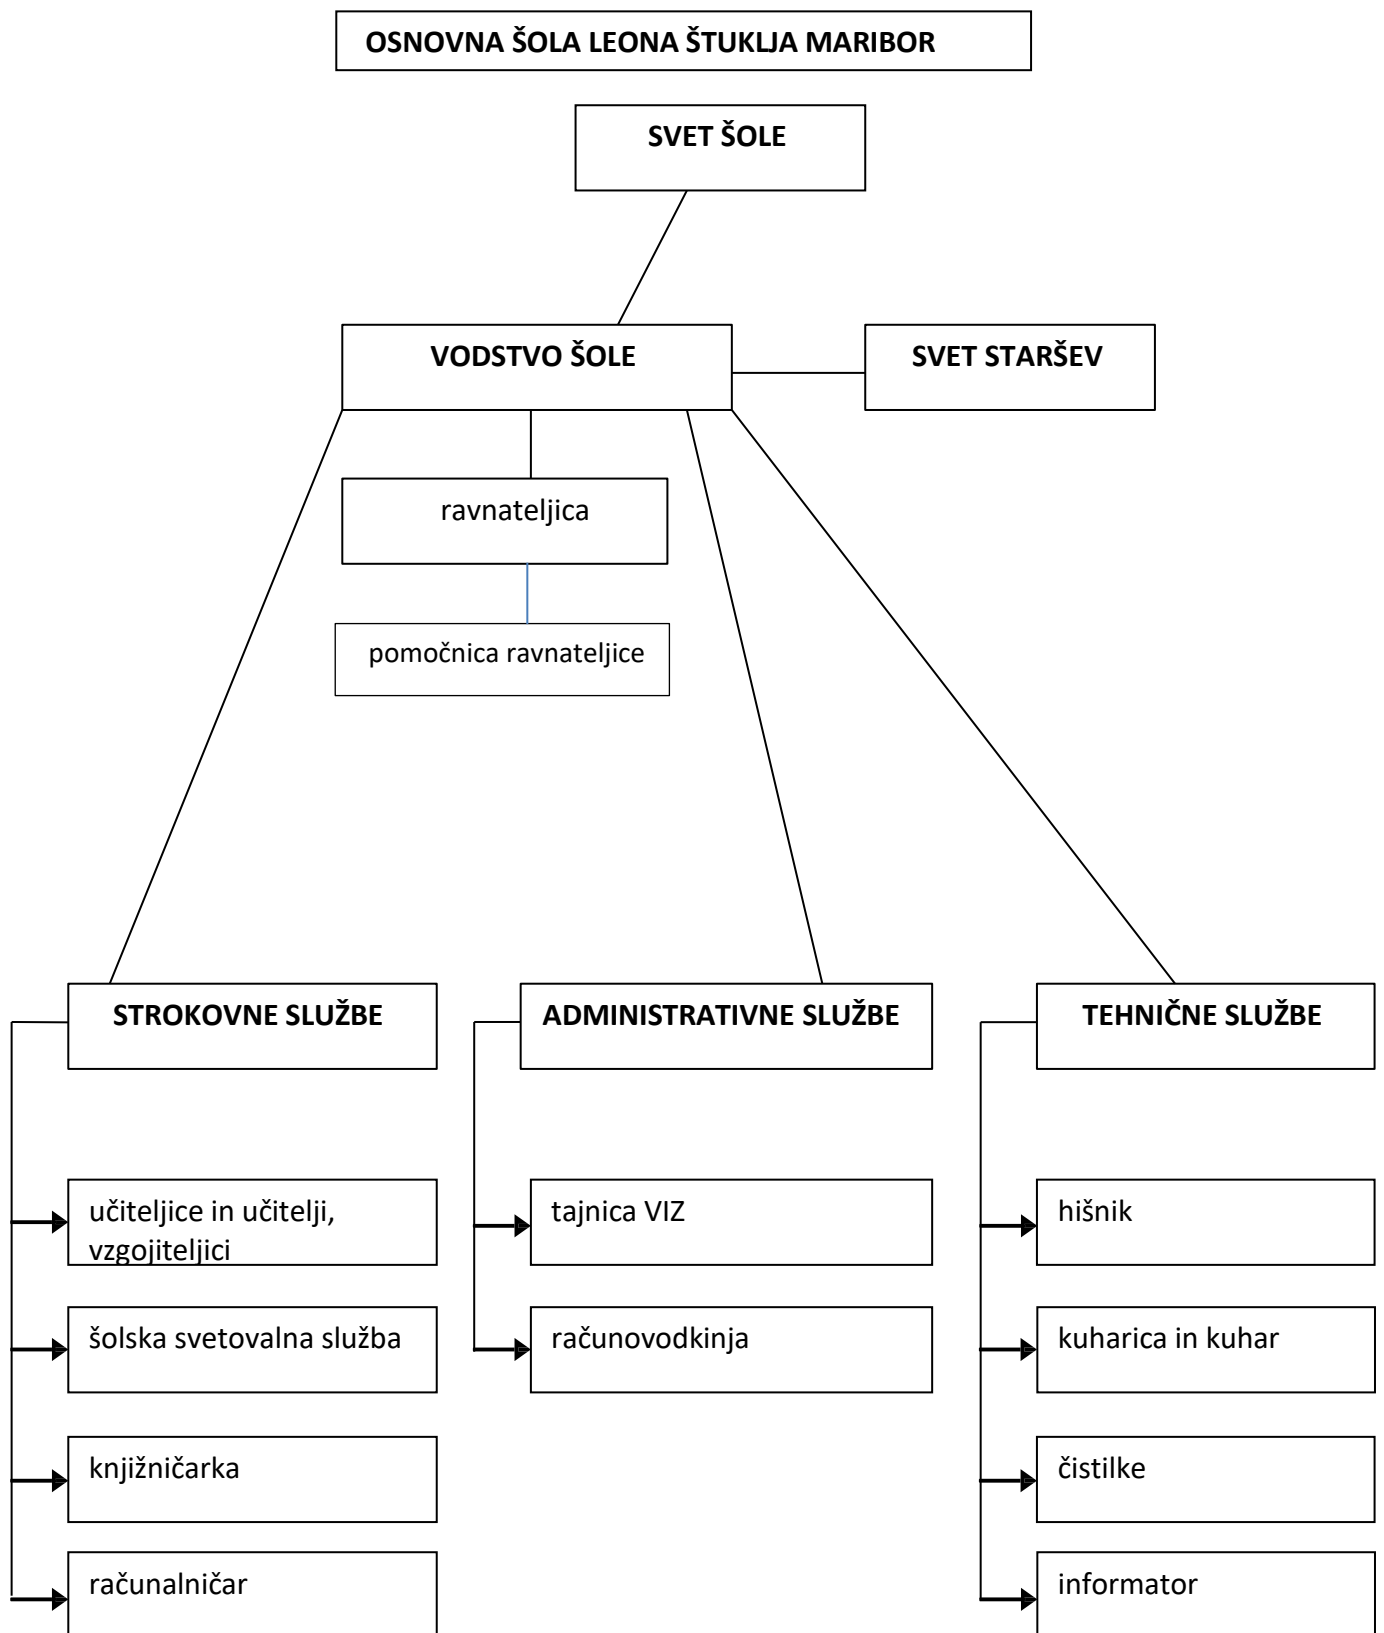 OSNOVNA ŠOLA LEONA ŠTUKLJA MARIBOR
SVET ŠOLE
VODSTVO ŠOLE
SVET STARŠEV
ravnateljica
pomočnica ravnateljice
STROKOVNE SLUŽBE
ADMINISTRATIVNE SLUŽBE
TEHNIČNE SLUŽBE
učiteljice in učitelji,
vzgojiteljici
šolska svetovalna služba
knjižničarka
računalničar
tajnica VIZ
računovodkinja
hišnik
kuharica in kuhar
čistilke
informator